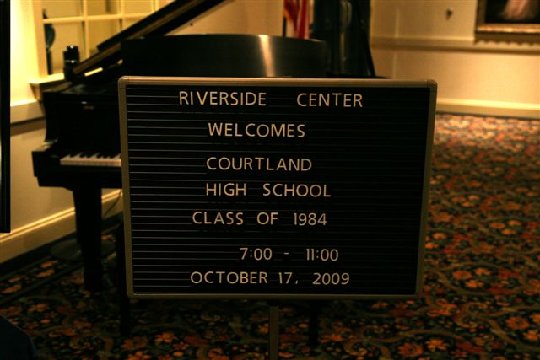 RIVERSIDE CENTER
WELCOMES
COURTLAND
HIGH SCHOOL
CLASS OF 1984
7:00 - 11:00
OCTOBER 17, 2009